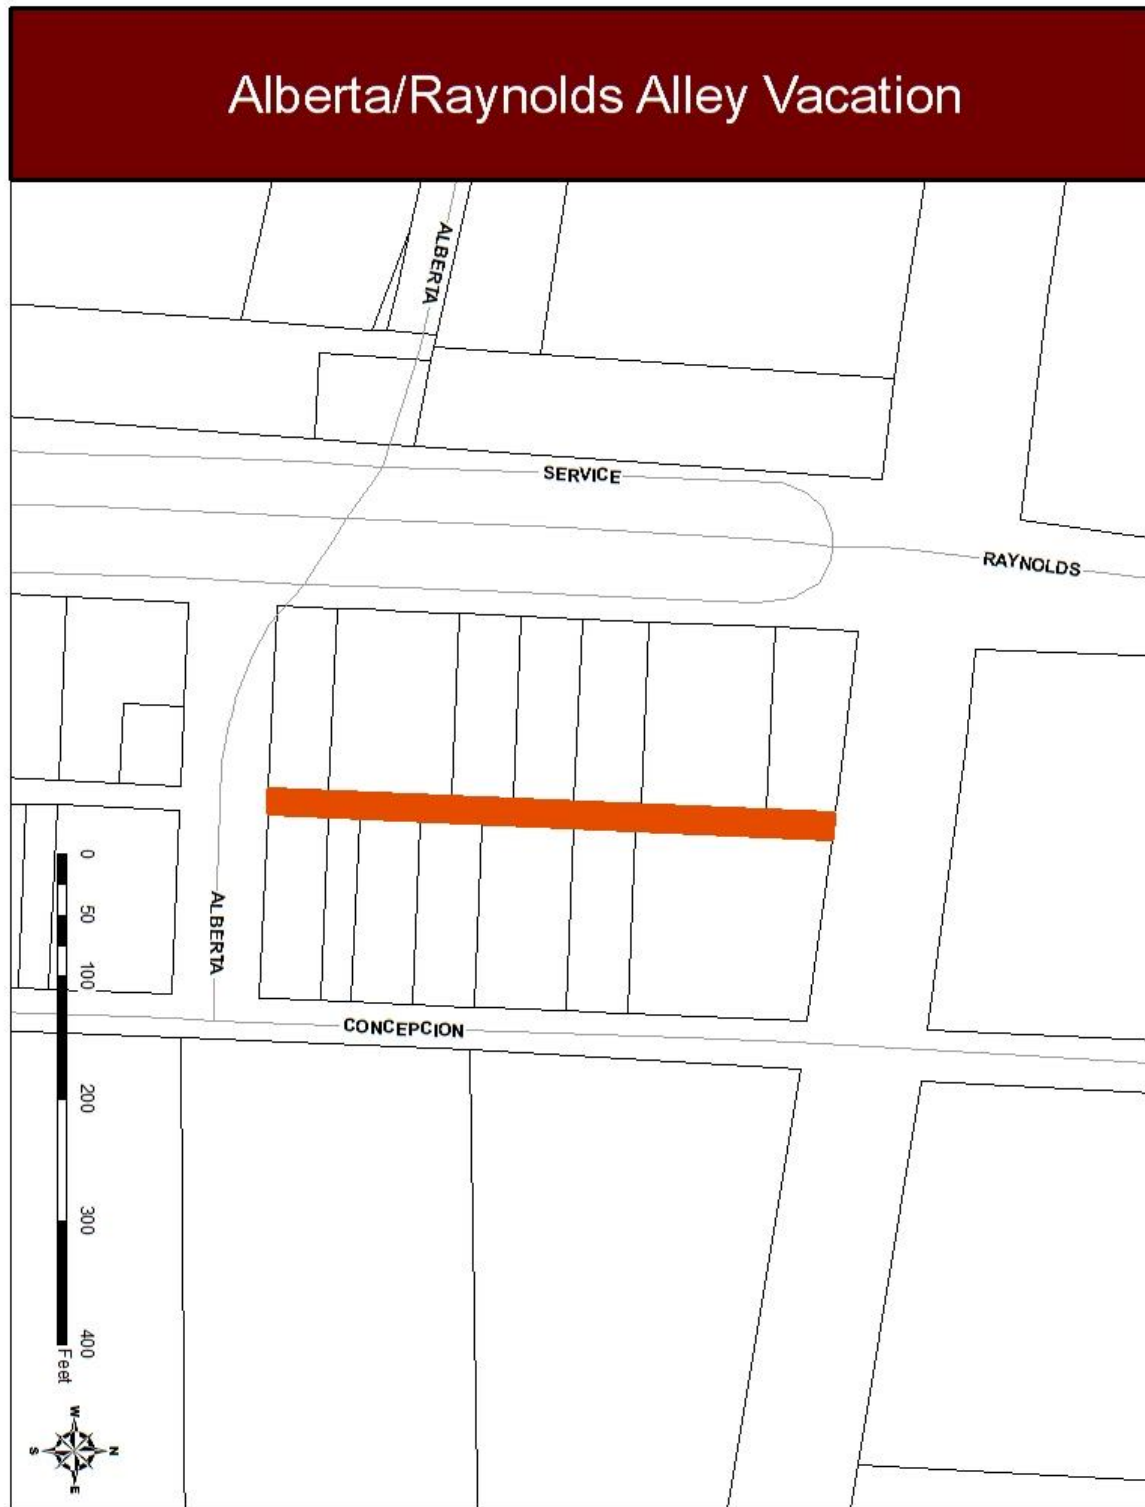 Alberta/Raynolds Alley Vacation
ALBERTA
SERVICE
RAYNOLDS
ALBERTA
CONCEPCION
0
50
100
200
300
400
Feet
W
S
N
E